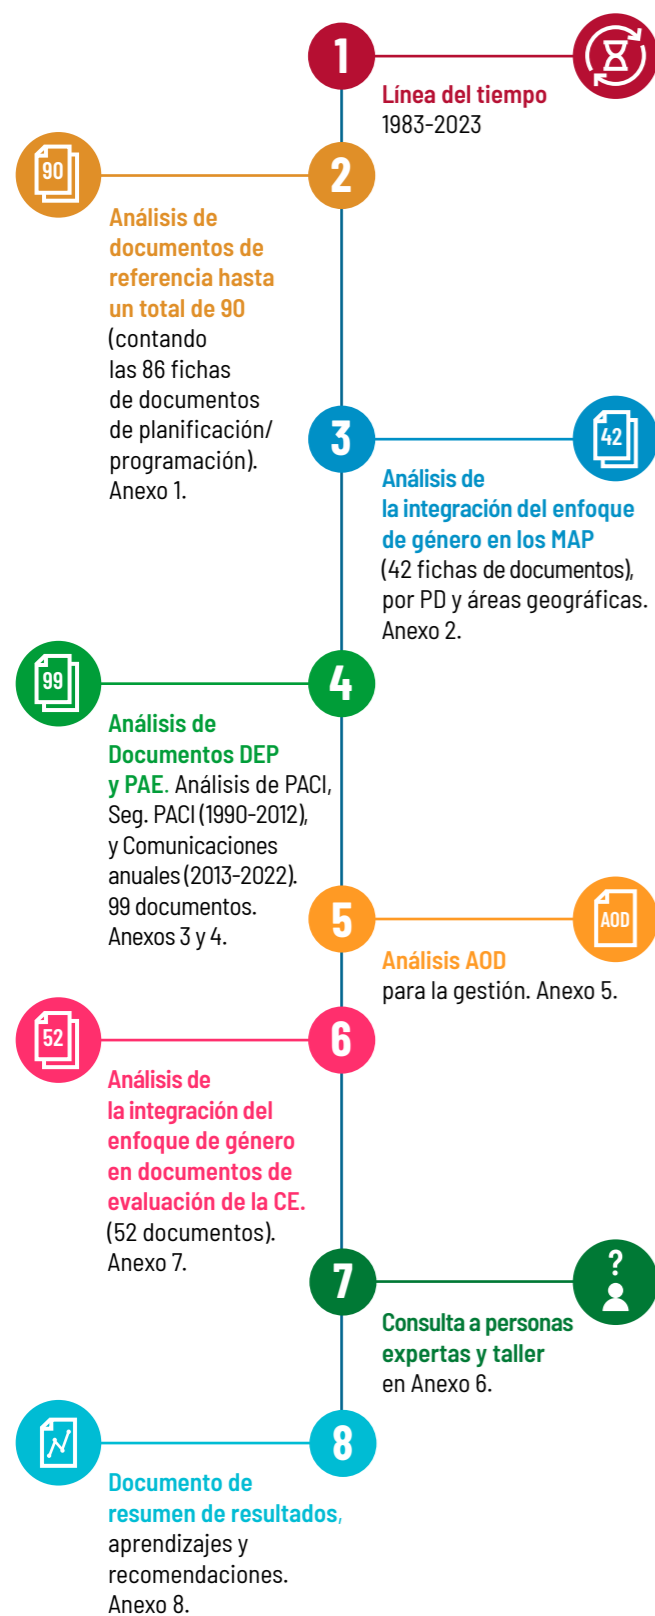 1
Línea del tiempo
1983-2023
90
2
Análisis de
documentos de
referencia hasta
un total de 90
(contando
las 86 fichas
de documentos
de planificación/
programación).
Anexo 1.
3
42
Análisis de
la integración del enfoque
de género en los MAP
(42 fichas de documentos),
por PD y áreas geográficas.
Anexo 2.
99
4
Análisis de
Documentos DEP
y PAE. Análisis de PACI,
Seg. PACI (1990-2012),
y Comunicaciones
anuales (2013-2022).
99 documentos.
Anexos 3 y 4.
5
AOD
Análisis AOD
para la gestión. Anexo 5.
52
6
Análisis de
la integración del
enfoque de género
en documentos de
evaluación de la CE.
(52 documentos).
Anexo 7.
7
?
Consulta a personas
expertas y taller
en Anexo 6.
8
Documento de
resumen de resultados,
aprendizajes y
recomendaciones.
Anexo 8.